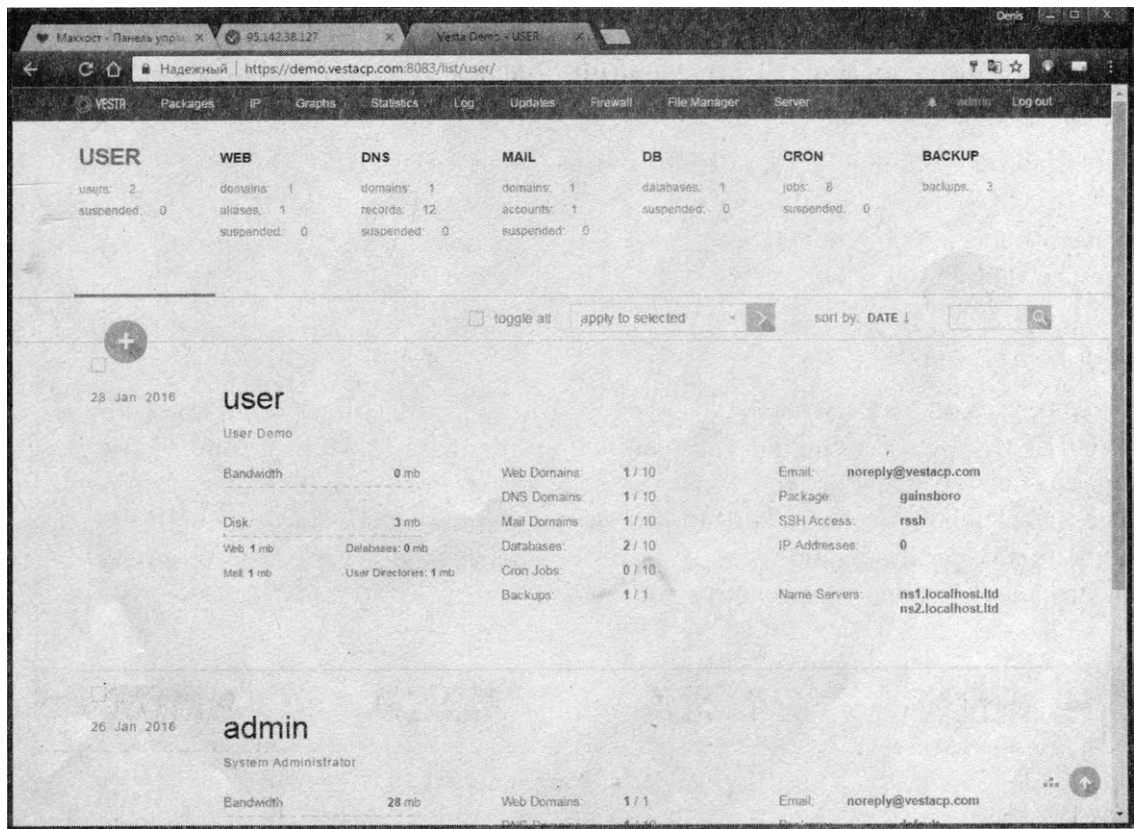 Denis
Макхост - Панель упра
95.142.38.127
Vesta Demo - USER
Надежный https://demo.vestacp.com:8083/list/user/
VESTA Packages IP Graphs Statistics Log Updates Firewall File Manager Server admin Log out
USER WEB DNS MAIL DB CRON BACKUP
users: 2 domains: 1 domains: 1 domains: 1 databases: 1 jobs: 8 backups: 3
suspended: 0 aliases: 1 records: 12 accounts: 1 suspended: 0 suspended: 0
suspended: 0 suspended: 0 suspended: 0
toggle all apply to selected sort by: DATE ↓
28 Jan 2016 user
User Demo
Bandwidth 0 mb Web Domains: 1 / 10 Email: noreply@vestacp.com
DNS Domains: 1 / 10 Package: gainsboro
Disk: 3 mb Mail Domains: 1 / 10 SSH Access: rssh
Web: 1 mb Databases: 0 mb Databases: 2 / 10 IP Addresses: 0
Mail: 1 mb User Directories: 1 mb Cron Jobs: 0 / 10
Backups: 1 / 1 Name Servers: ns1.localhost.ltd
ns2.localhost.ltd
26 Jan 2016 admin
System Administrator
Bandwidth 28 mb Web Domains: 1 / 1 Email: noreply@vestacp.com
DNS Domains: default